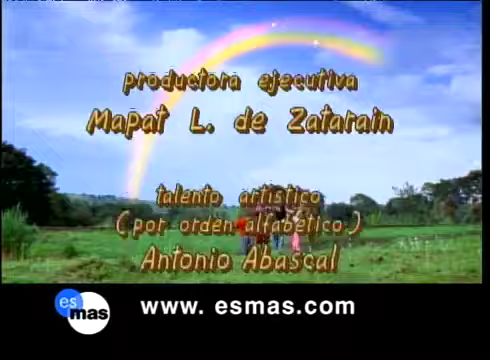 productora ejecutiva
Mapat L. de Zatarain
talento artístico
(por orden alfabético)
Antonio Abascal
es mas
www. esmas.com